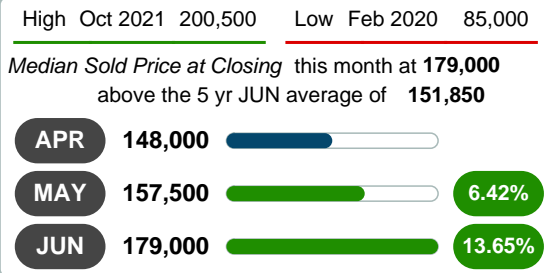 High Oct 2021 200,500 Low Feb 2020 85,000
Median Sold Price at Closing this month at 179,000
above the 5 yr JUN average of 151,850
APR 148,000
MAY 157,500 6.42%
JUN 179,000 13.65%